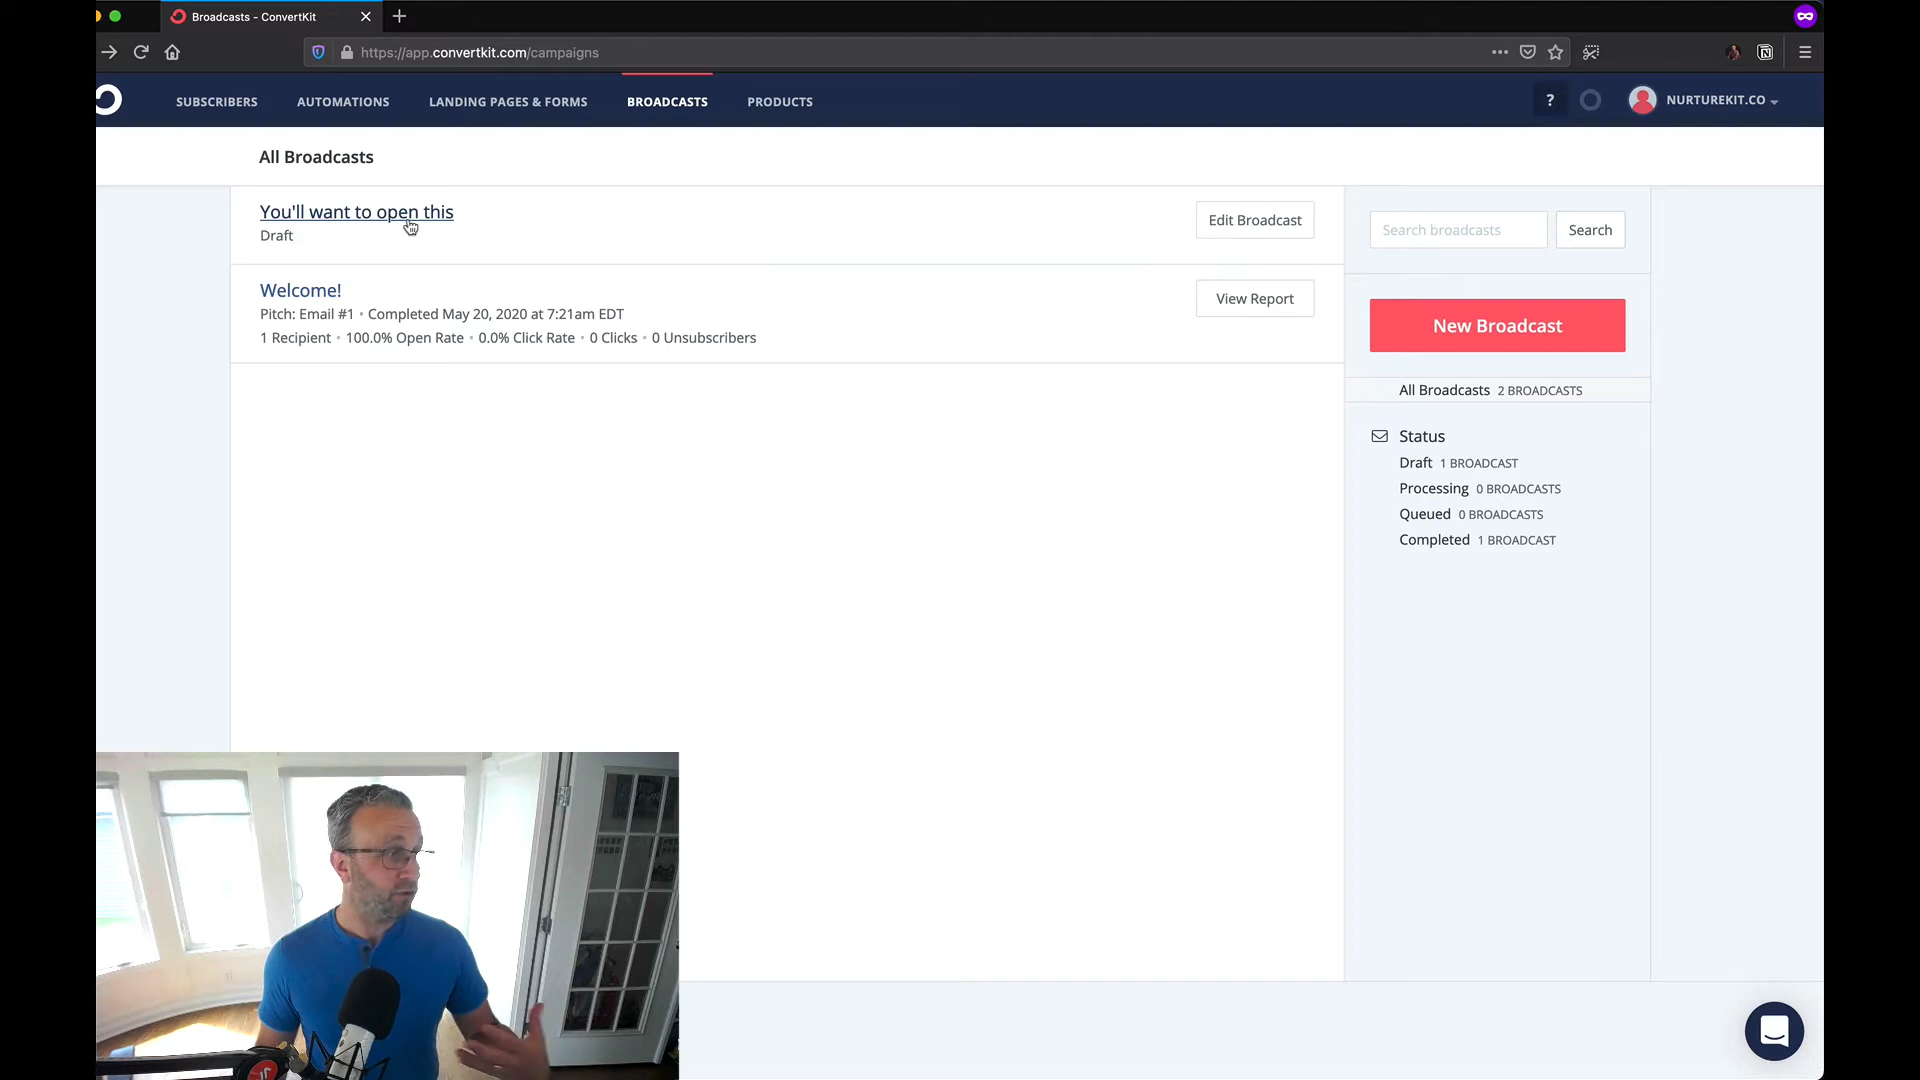 Broadcasts - ConvertKit
https://app.convertkit.com/campaigns
SUBSCRIBERS AUTOMATIONS LANDING PAGES & FORMS BROADCASTS PRODUCTS ? NURTUREKIT.CO
All Broadcasts
You'll want to open this
Draft
Edit Broadcast
Welcome!
Pitch: Email #1 • Completed May 20, 2020 at 7:21am EDT
1 Recipient • 100.0% Open Rate • 0.0% Click Rate • 0 Clicks • 0 Unsubscribers
View Report
Search broadcasts Search
New Broadcast
All Broadcasts 2 BROADCASTS
Status
Draft 1 BROADCAST
Processing 0 BROADCASTS
Queued 0 BROADCASTS
Completed 1 BROADCAST